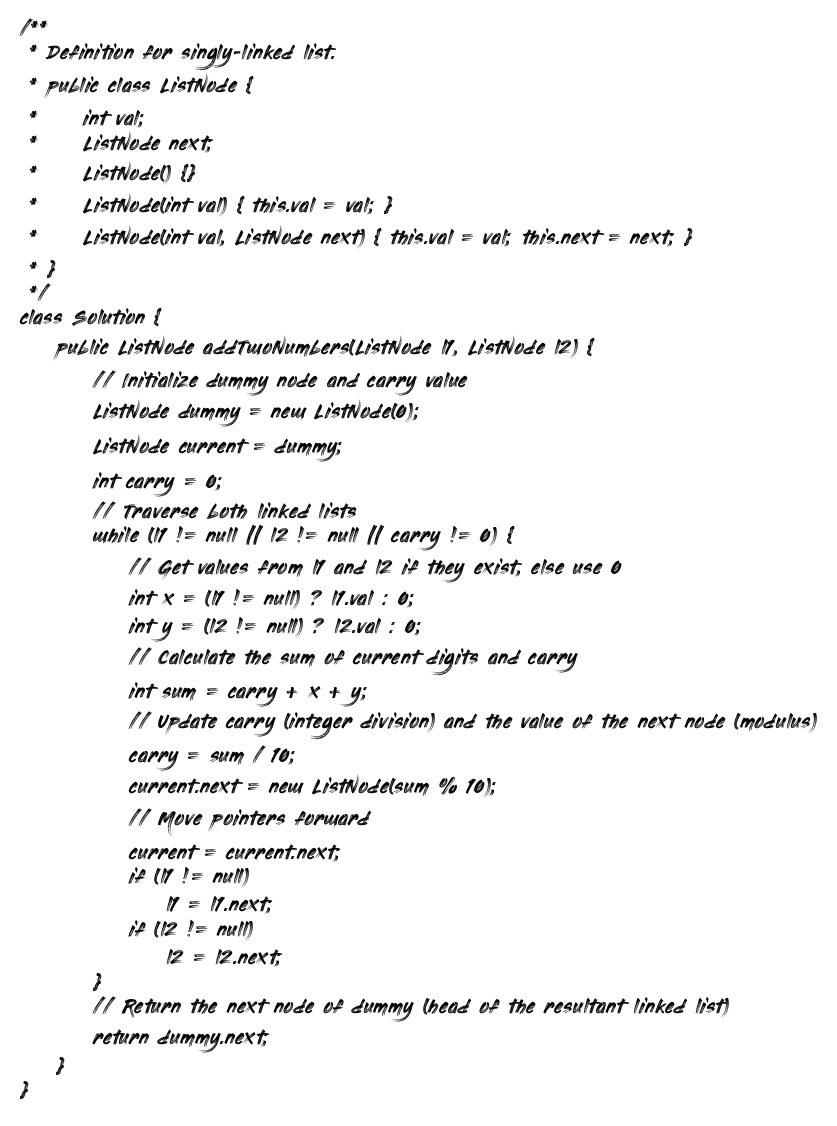 /**
 * Definition for singly-linked list.
 * public class ListNode {
 *     int val;
 *     ListNode next;
 *     ListNode() {}
 *     ListNode(int val) { this.val = val; }
 *     ListNode(int val, ListNode next) { this.val = val; this.next = next; }
 * }
 */
class Solution {
    public ListNode addTwoNumbers(ListNode l1, ListNode l2) {
        // Initialize dummy node and carry value
        ListNode dummy = new ListNode(0);
        ListNode current = dummy;
        int carry = 0;
        // Traverse both linked lists
        while (l1 != null || l2 != null || carry != 0) {
            // Get values from l1 and l2 if they exist, else use 0
            int x = (l1 != null) ? l1.val : 0;
            int y = (l2 != null) ? l2.val : 0;
            // Calculate the sum of current digits and carry
            int sum = carry + x + y;
            // Update carry (integer division) and the value of the next node (modulus)
            carry = sum / 10;
            current.next = new ListNode(sum % 10);
            // Move pointers forward
            current = current.next;
            if (l1 != null)
                l1 = l1.next;
            if (l2 != null)
                l2 = l2.next;
        }
        // Return the next node of dummy (head of the resultant linked list)
        return dummy.next;
    }
}